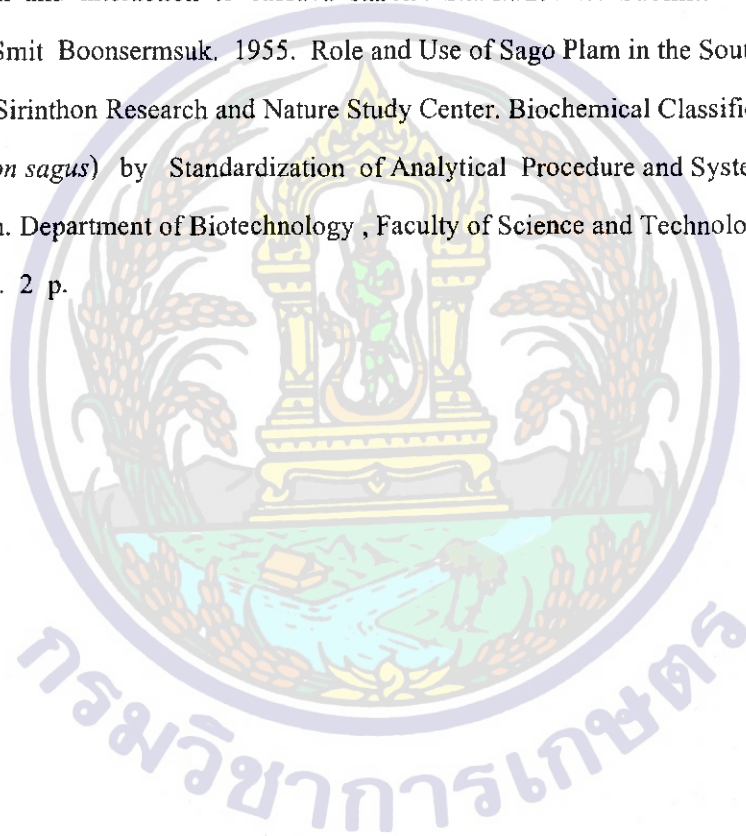 Smit Boonsermsuk. 1955. Role and Use of Sago Plam in the Sout
Sirinthon Research and Nature Study Center. Biochemical Classific
on sagus) by Standardization of Analytical Procedure and Syste
n. Department of Biotechnology , Faculty of Science and Technolo
. 2 p.
กรมวิชาการเกษตร